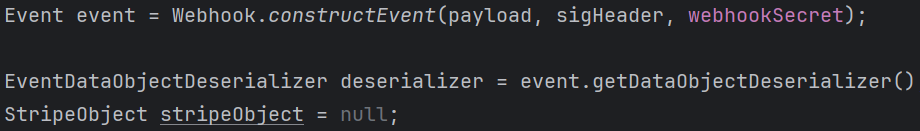 Event event = Webhook.constructEvent(payload, sigHeader, webhookSecret);
EventDataObjectDeserializer deserializer = event.getDataObjectDeserializer()
StripeObject stripeObject = null;